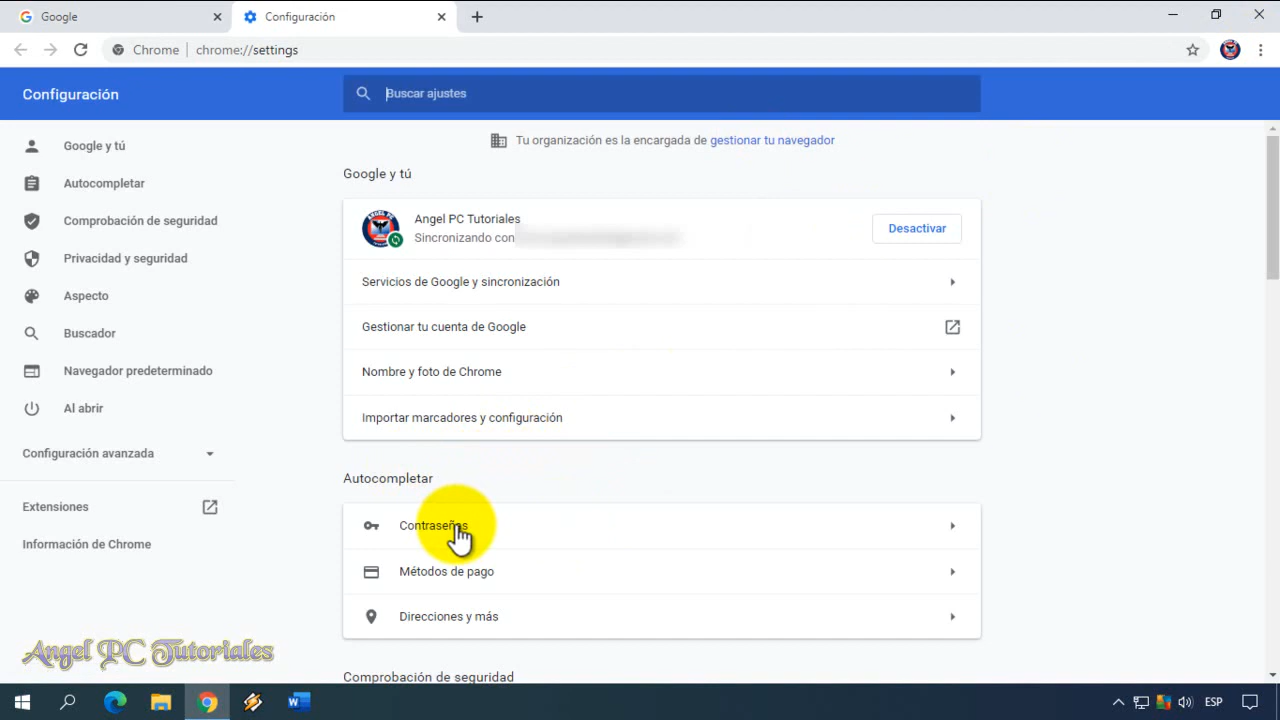 Google
Configuración
Chrome
chrome://settings
Configuración
Buscar ajustes
Tu organización es la encargada de gestionar tu navegador
Google y tú
Autocompletar
Comprobación de seguridad
Privacidad y seguridad
Aspecto
Buscador
Navegador predeterminado
Al abrir
Configuración avanzada
Extensiones
Información de Chrome
Google y tú
Angel PC Tutoriales
Sincronizando con
Desactivar
Servicios de Google y sincronización
Gestionar tu cuenta de Google
Nombre y foto de Chrome
Importar marcadores y configuración
Autocompletar
Contraseñas
Métodos de pago
Direcciones y más
Comprobación de seguridad
Angel PC Tutoriales
ESP